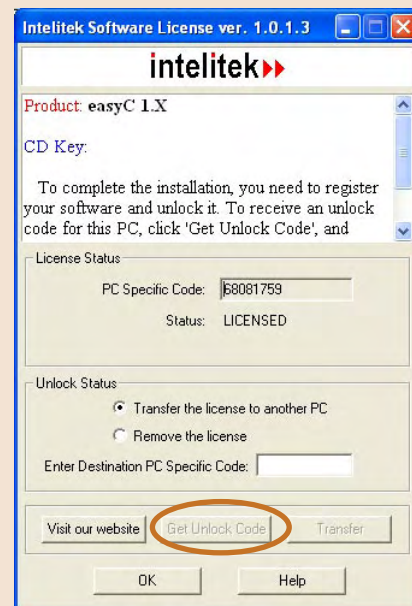 Intelitek Software License ver. 1.0.1.3
intelitek
Product: easyC 1.X
CD Key:
To complete the installation, you need to register
your software and unlock it. To receive an unlock
code for this PC, click 'Get Unlock Code', and
License Status
PC Specific Code: 68081759
Status: LICENSED
Unlock Status
Transfer the license to another PC
Remove the license
Enter Destination PC Specific Code:
Visit our website Get Unlock Code Transfer
OK Help